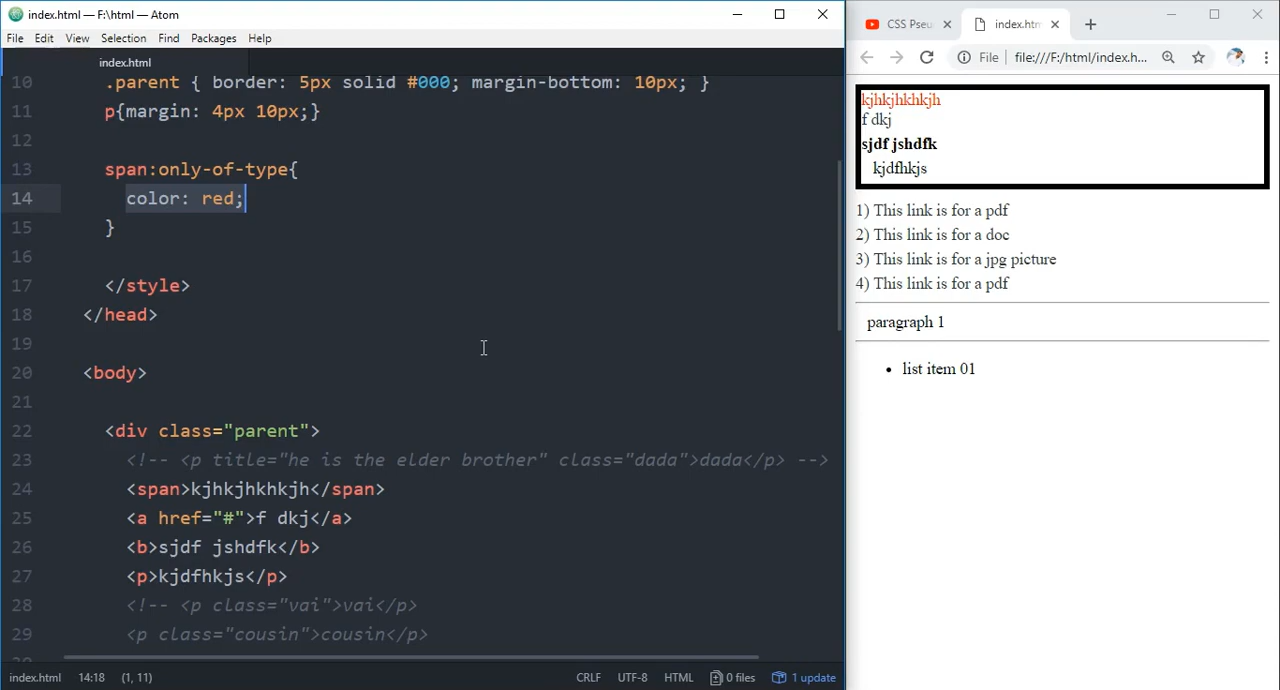 index.html — F:\html — Atom
File Edit View Selection Find Packages Help
index.html
10 .parent { border: 5px solid #000; margin-bottom: 10px; }
11 p{margin: 4px 10px;}
12
13 span:only-of-type{
14 color: red;
15 }
16
17 </style>
18 </head>
19
20 <body>
21
22 <div class="parent">
23 <!-- <p title="he is the elder brother" class="dada">dada</p> -->
24 <span>kjhkjhkhkjh</span>
25 <a href="#">f dkj</a>
26 <b>sjdf jshdfk</b>
27 <p>kjdfhkjs</p>
28 <!-- <p class="vai">vai</p>
29 <p class="cousin">cousin</p>
index.html 14:18 (1, 11) CRLF UTF-8 HTML 0 files 1 update
CSS Pseu index.htm
File file:///F:/html/index.h...
kjhkjhkhkjh
f dkj
sjdf jshdfk
kjdfhkjs
1) This link is for a pdf
2) This link is for a doc
3) This link is for a jpg picture
4) This link is for a pdf
paragraph 1
list item 01